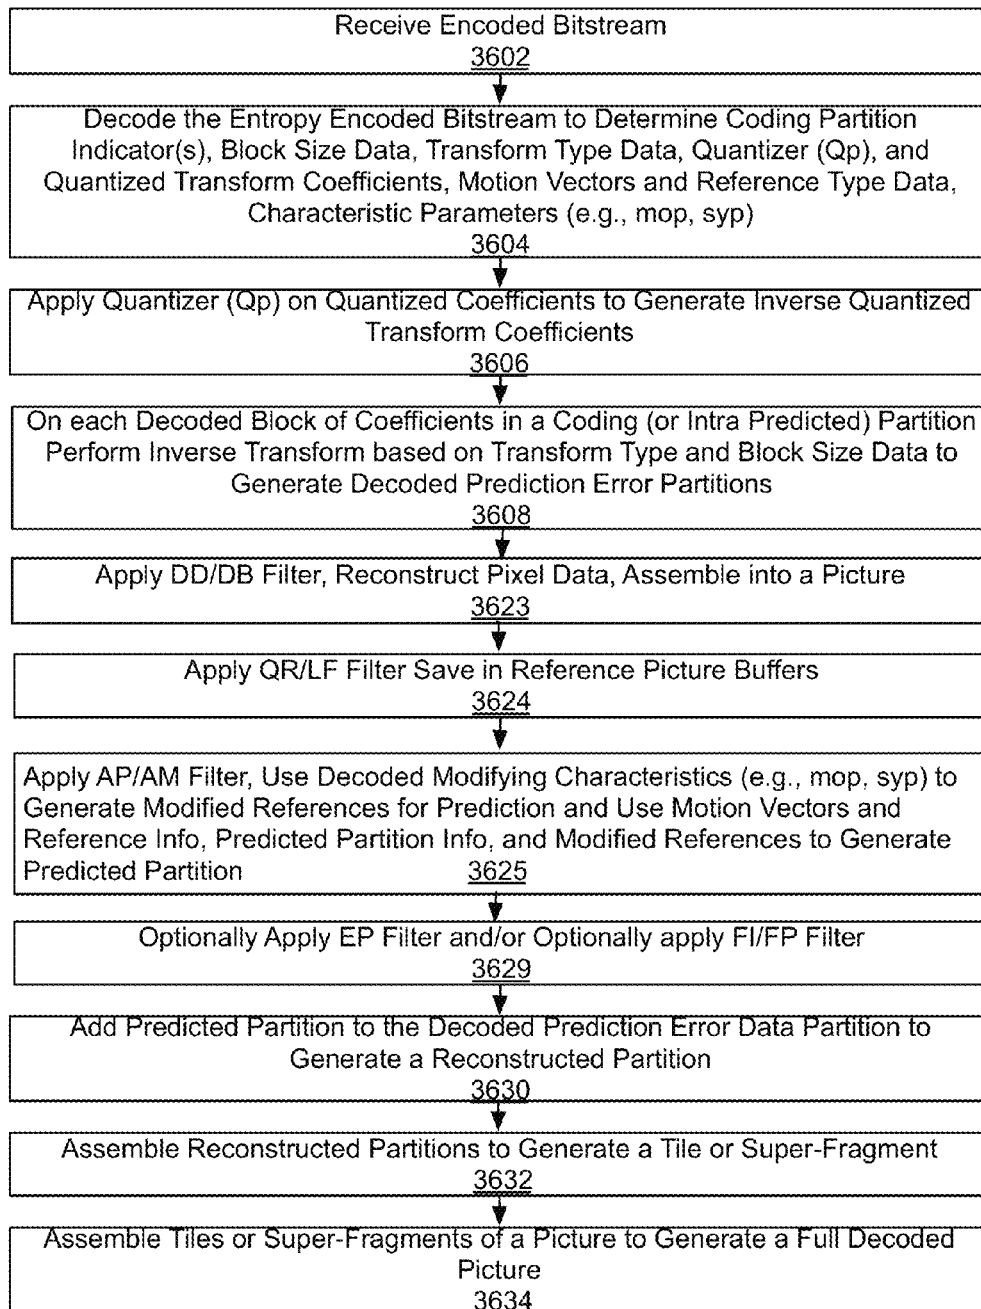 Receive Encoded Bitstream
3602
Decode the Entropy Encoded Bitstream to Determine Coding Partition
Indicator(s), Block Size Data, Transform Type Data, Quantizer (Qp), and
Quantized Transform Coefficients, Motion Vectors and Reference Type Data,
Characteristic Parameters (e.g., mop, syp)
3604
Apply Quantizer (Qp) on Quantized Coefficients to Generate Inverse Quantized
Transform Coefficients
3606
On each Decoded Block of Coefficients in a Coding (or Intra Predicted) Partition
Perform Inverse Transform based on Transform Type and Block Size Data to
Generate Decoded Prediction Error Partitions
3608
Apply DD/DB Filter, Reconstruct Pixel Data, Assemble into a Picture
3623
Apply QR/LF Filter Save in Reference Picture Buffers
3624
Apply AP/AM Filter, Use Decoded Modifying Characteristics (e.g., mop, syp) to
Generate Modified References for Prediction and Use Motion Vectors and
Reference Info, Predicted Partition Info, and Modified References to Generate
Predicted Partition 3625
Optionally Apply EP Filter and/or Optionally apply FI/FP Filter
3629
Add Predicted Partition to the Decoded Prediction Error Data Partition to
Generate a Reconstructed Partition
3630
Assemble Reconstructed Partitions to Generate a Tile or Super-Fragment
3632
Assemble Tiles or Super-Fragments of a Picture to Generate a Full Decoded
Picture
3634